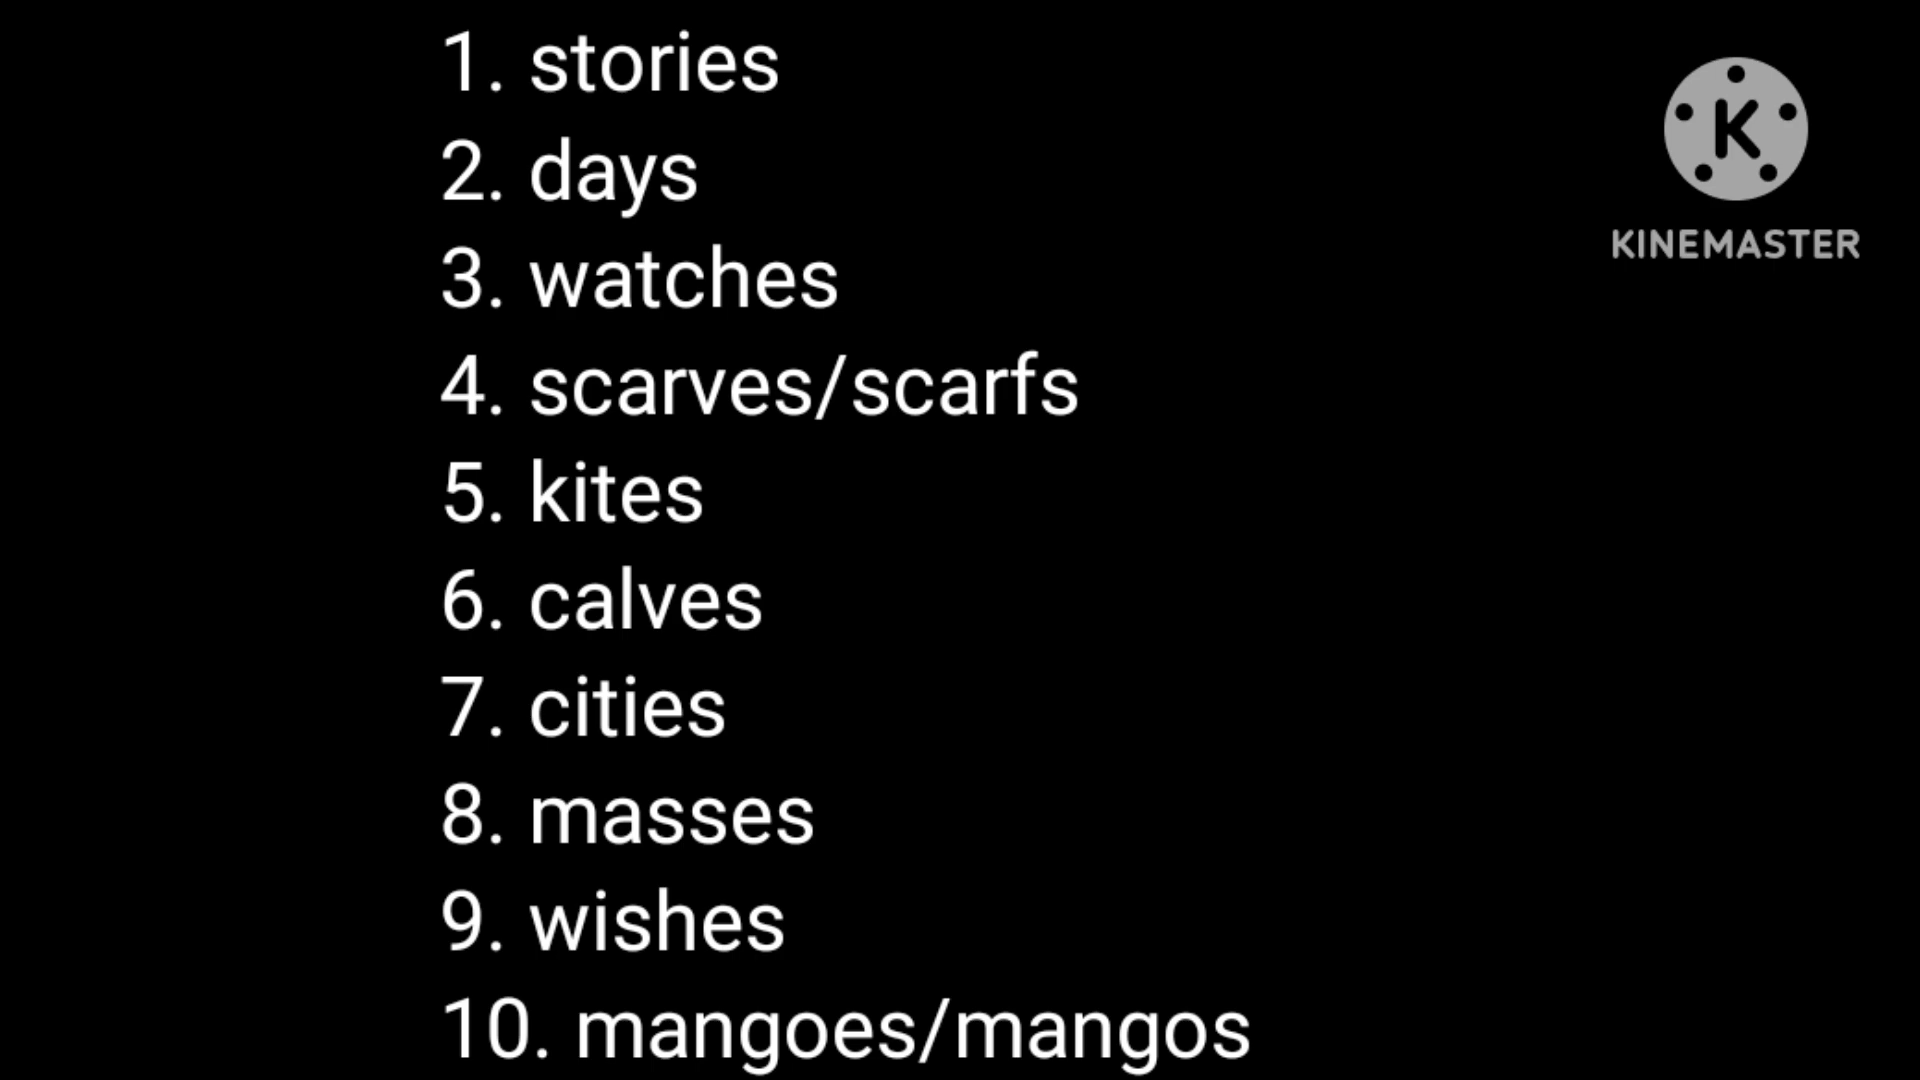 1. stories
2. days
3. watches
4. scarves/scarfs
5. kites
6. calves
7. cities
8. masses
9. wishes
10. mangoes/mangos
K
KINEMASTER